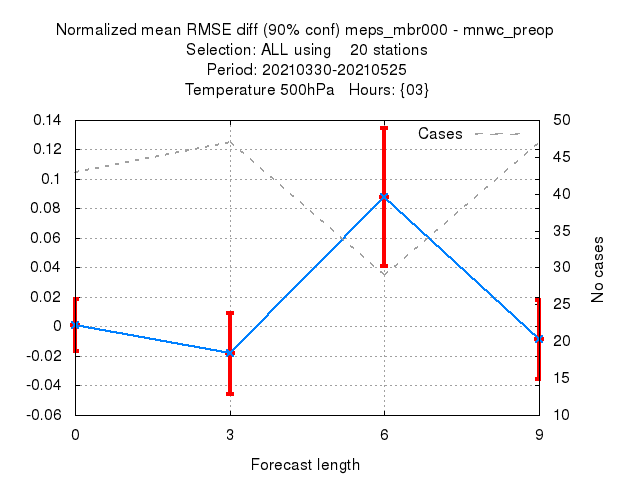 Normalized mean RMSE diff (90% conf) meps_mbr000 - mnwc_preop
Selection: ALL using    20 stations
Period: 20210330-20210525
Temperature 500hPa   Hours: {03}
Cases
0.14
0.12
0.1
0.08
0.06
0.04
0.02
0
-0.02
-0.04
-0.06
50
45
40
35
30
25
20
15
10
No cases
0 3 6 9
Forecast length